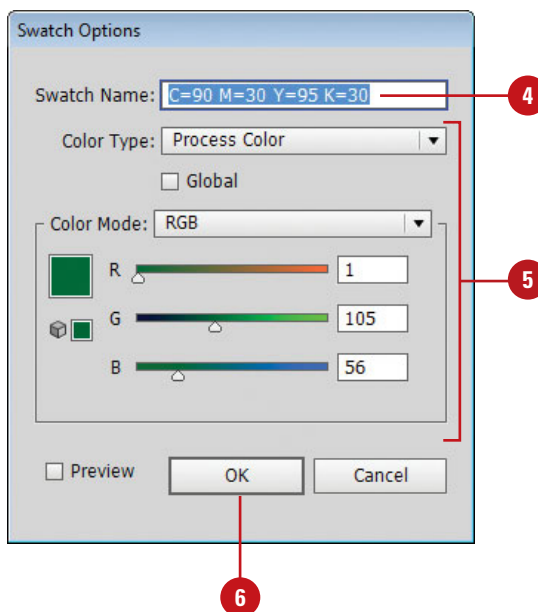 Swatch Options
Swatch Name: C=90 M=30 Y=95 K=30
4
Color Type: Process Color
Global
Color Mode: RGB
R 1
5
G 105
B 56
Preview OK Cancel
6